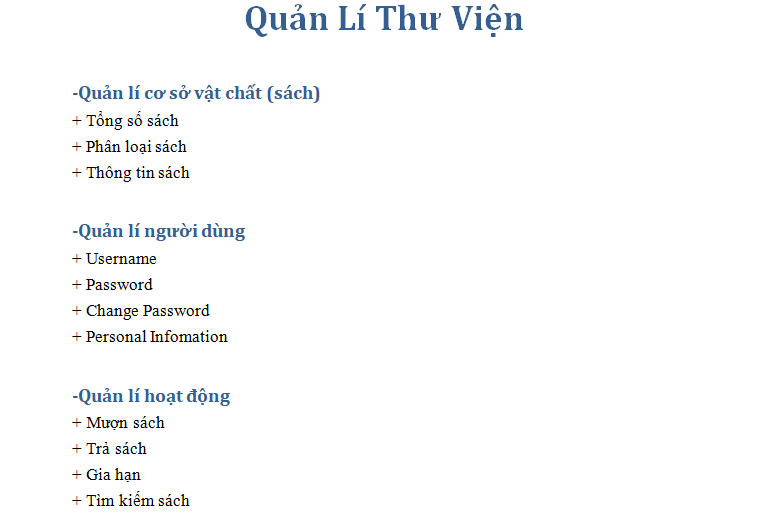 Quản Lí Thư Viện
-Quản lí cơ sở vật chất (sách)
+ Tổng số sách
+ Phân loại sách
+ Thông tin sách
-Quản lí người dùng
+ Username
+ Password
+ Change Password
+ Personal Infomation
-Quản lí hoạt động
+ Mượn sách
+ Trả sách
+ Gia hạn
+ Tìm kiếm sách